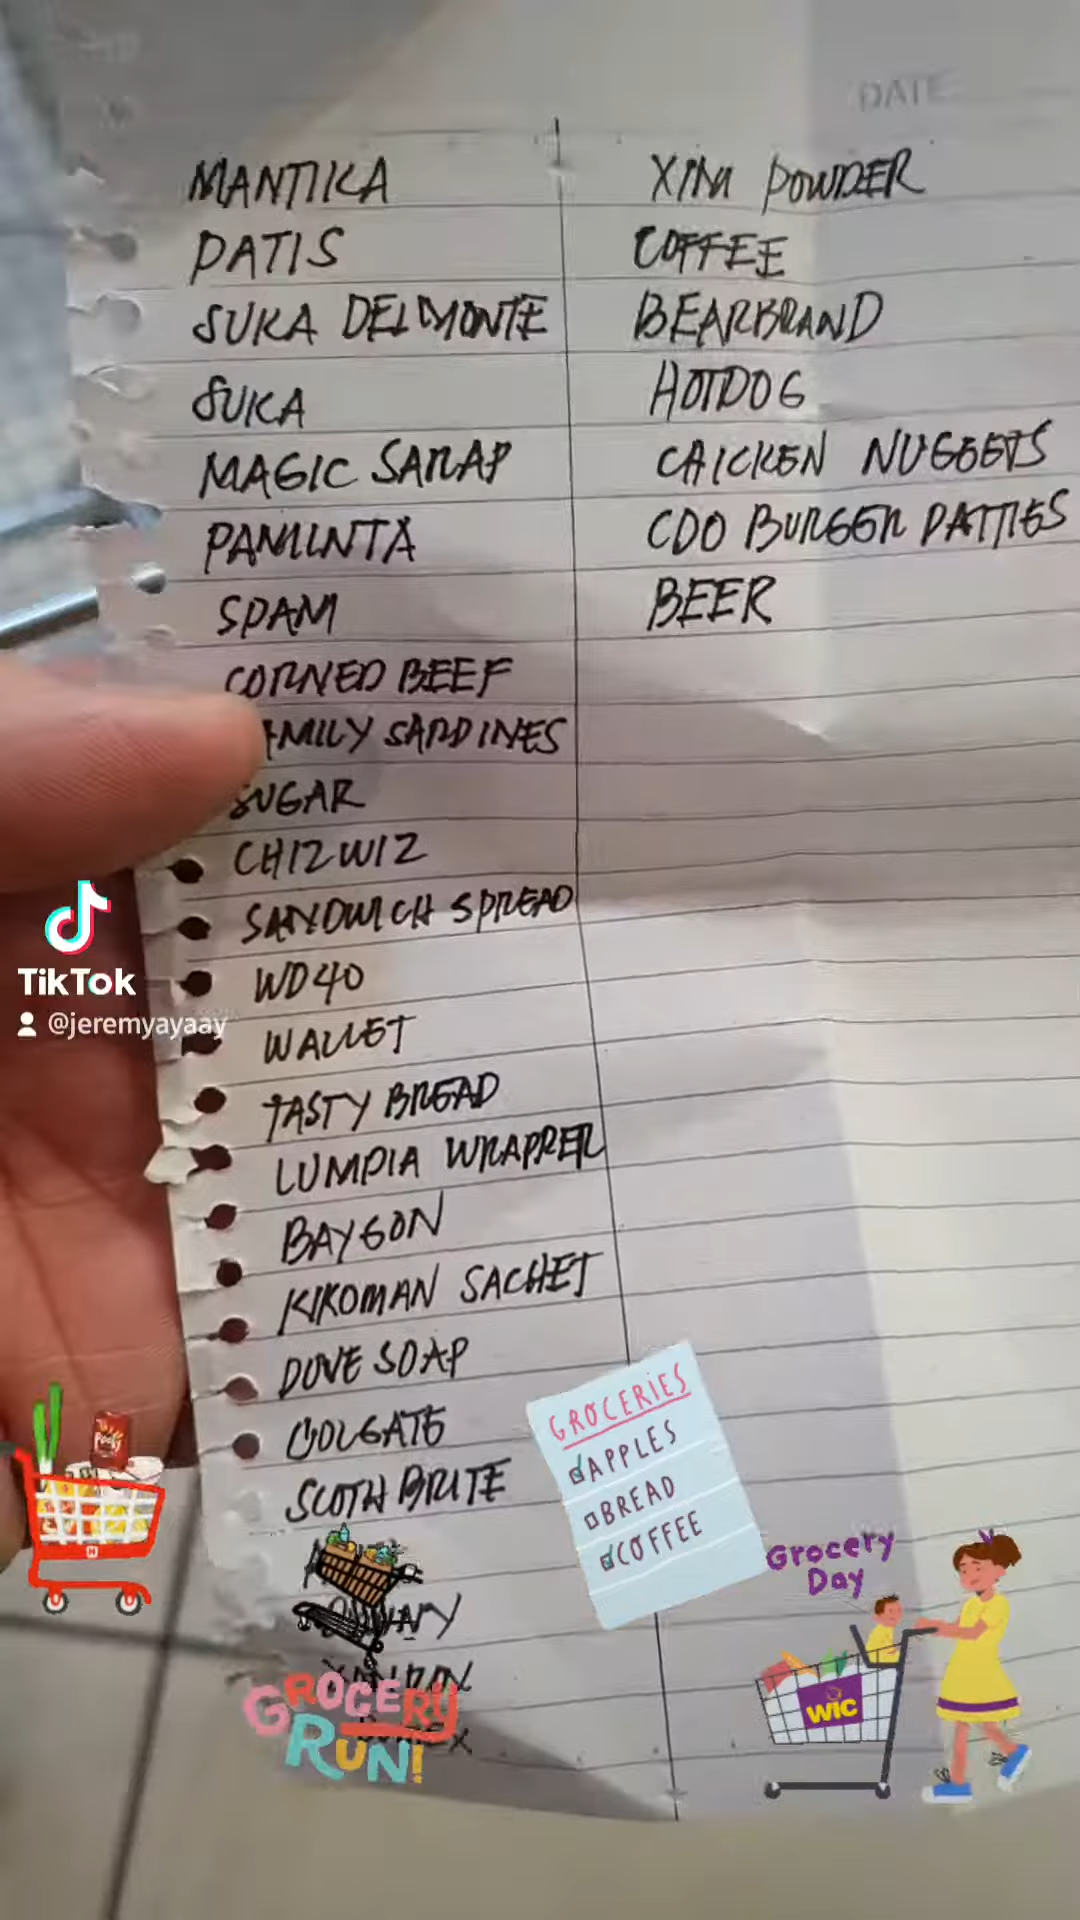 DATE
MANTIKA
PATIS
SUKA DELMONTE
SUKA
MAGIC SARAP
PAMINTA
SPAM
CORNED BEEF
AMILY SARDINES
SUGAR
CHIZWIZ
SANDWICH SPREAD
WD40
WALLET
TASTY BREAD
LUMPIA WRAPPER
BAYGON
KIKOMAN SACHET
DOVE SOAP
COLGATE
SCOTH BRITE
POWDER
COFFEE
BEARBRAND
HOTDOG
CHICKEN NUGGETS
CDO BURGER PATTIES
BEER
TikTok
@jeremyayaay
GROCERIES
APPLES
BREAD
COFFEE
Grocery
Day
WIC
GROCERY
RUN!
Pocky